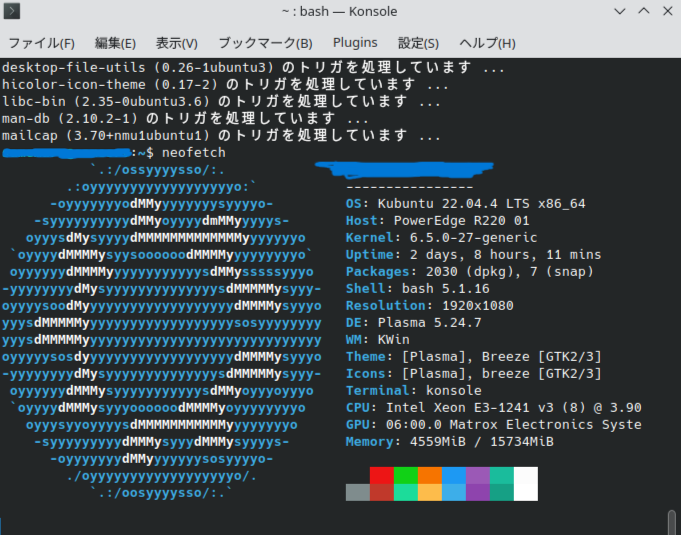 ~ : bash — Konsole
ファイル(F) 編集(E) 表示(V) ブックマーク(B) Plugins 設定(S) ヘルプ(H)
desktop-file-utils (0.26-1ubuntu3) のトリガを処理しています ...
hicolor-icon-theme (0.17-2) のトリガを処理しています ...
libc-bin (2.35-0ubuntu3.6) のトリガを処理しています ...
man-db (2.10.2-1) のトリガを処理しています ...
mailcap (3.70+nmu1ubuntu1) のトリガを処理しています ...
:~$ neofetch
`.:/ossyyyysso/:.
.:oyyyyyyyyyyyyyyyyyyo:` ----------------
-oyyyyyyyodMMyyyyyyyysyyyyo- OS: Kubuntu 22.04.4 LTS x86_64
-syyyyyyyyyydMMyoyyyydmMMyyyyys- Host: PowerEdge R220 01
oyyysdMysyyyydMMMMMMMMMMMMMyyyyyyyo Kernel: 6.5.0-27-generic
`oyyyydMMMMysyysoooooodMMMMyyyyyyyyyo` Uptime: 2 days, 8 hours, 11 mins
oyyyyyydMMMMyyyyyyyyyyyysdMMysssssyyyo Packages: 2030 (dpkg), 7 (snap)
-yyyyyyyydMysyyyyyyyyyyyyyysdMMMMMysyyy- Shell: bash 5.1.16
oyyyysoodMyyyyyyyyyyyyyyyyyyydMMMMysyyyo Resolution: 1920x1080
yyysdMMMMMyyyyyyyyyyyyyyyyyyysosyyyyyyyy DE: Plasma 5.24.7
yyysdMMMMMyyyyyyyyyyyyyyyyyyyyyyyyyyyyyy WM: KWin
oyyyyysosdyyyyyyyyyyyyyyyyyyydMMMMysyyyo Theme: [Plasma], Breeze [GTK2/3]
-yyyyyyyydMysyyyyyyyyyyyyyysdMMMMMysyyy- Icons: [Plasma], breeze [GTK2/3]
oyyyyyydMMMysyyyyyyyyyyysdMMyoyyyoyyyo Terminal: konsole
`oyyyydMMMysyyyoooooodMMMMyoyyyyyyyyo CPU: Intel Xeon E3-1241 v3 (8) @ 3.90
oyyysyyoyyyysdMMMMMMMMMMMyyyyyyyyo GPU: 06:00.0 Matrox Electronics Syste
-syyyyyyyyydMMMysyyydMMMysyyyys- Memory: 4559MiB / 15734MiB
-oyyyyyyydMMyyyyyysosyyyyo-
./oyyyyyyyyyyyyyyyyyyo/.
`.:/oosyyyysso/:.`